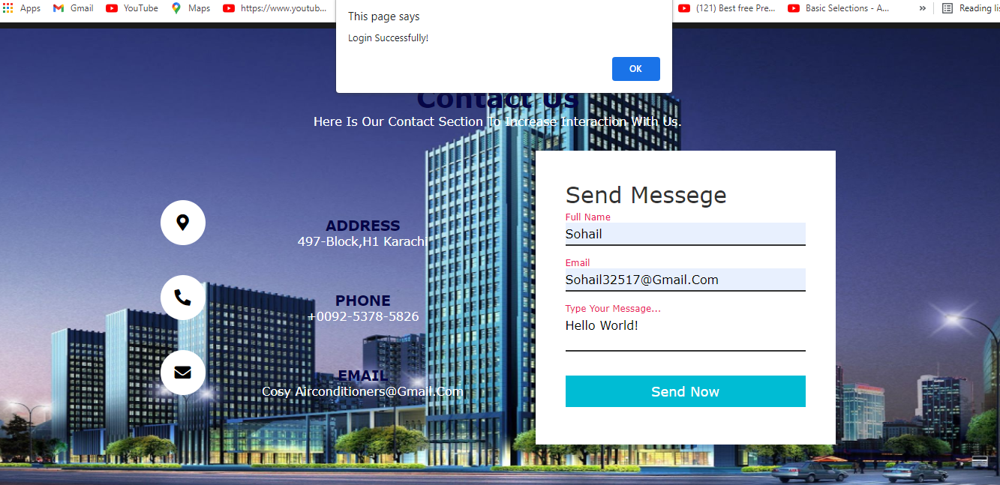 Apps Gmail YouTube Maps https://www.youtub... (121) Best free Pre... Basic Selections - A... » Reading lis
This page says
Login Successfully!
OK
Contact Us
Here Is Our Contact Section To Increase Interaction With Us.
ADDRESS
497-Block,H1 Karachi
PHONE
+0092-5378-5826
EMAIL
Cosy Airconditioners@Gmail.Com
Send Messege
Full Name
Sohail
Email
Sohail32517@Gmail.Com
Type Your Message...
Hello World!
Send Now